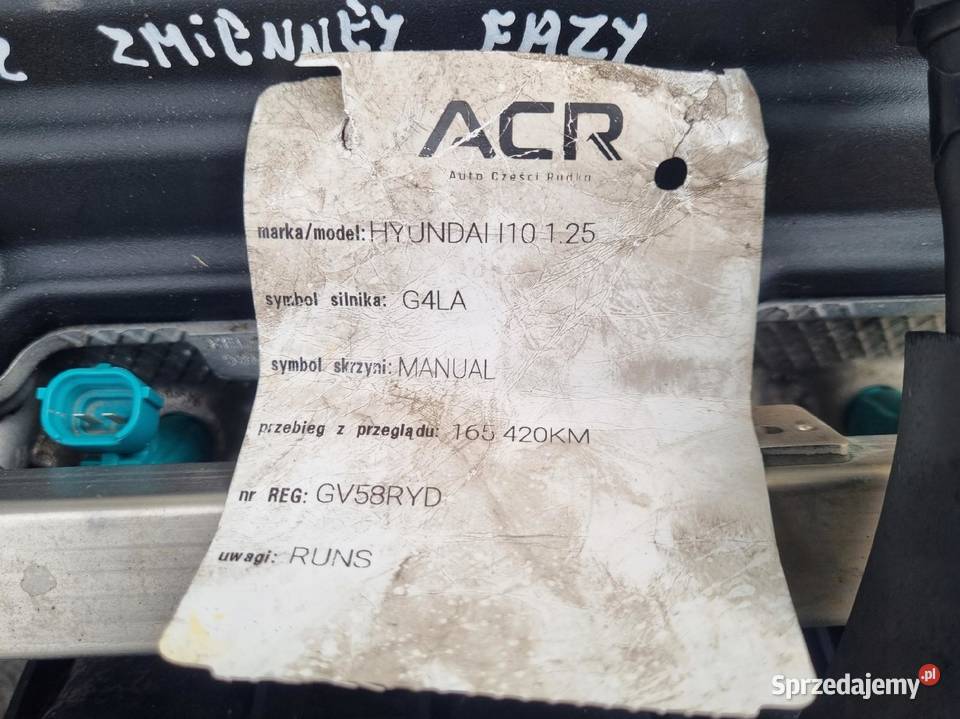 Z ZMIENNEY FAZY
ACR
Auto Części Rudka
marka/model: HYUNDAI I10 1.25
symbol silnika: G4LA
symbol skrzyni: MANUAL
przebieg z przeglądu: 165 420KM
nr REG: GV58RYD
uwagi: RUNS
Sprzedajemy.pl